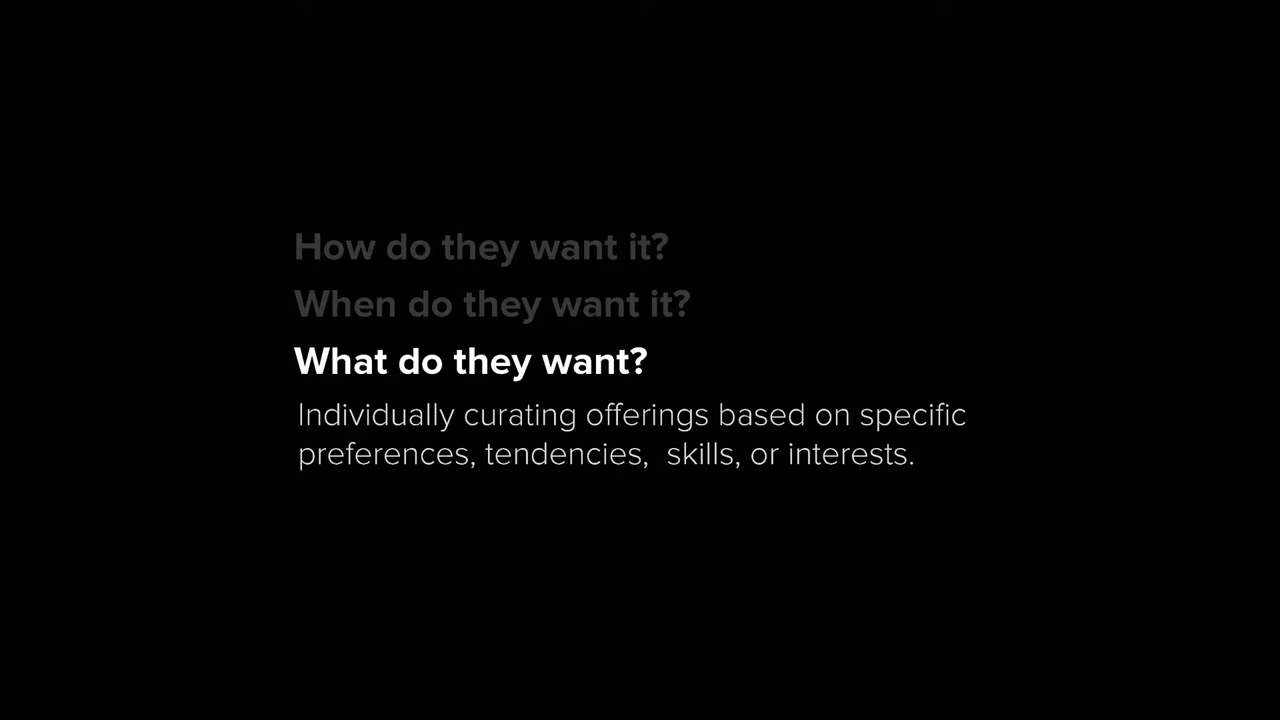 How do they want it?
When do they want it?
What do they want?
Individually curating offerings based on specific
preferences, tendencies,  skills, or interests.